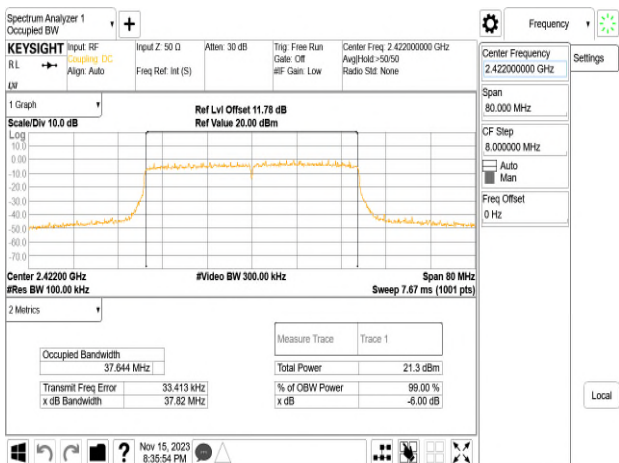 Spectrum Analyzer 1
Occupied BW
+
Frequency
KEYSIGHT
RL
LNI
Input: RF
Coupling: DC
Align: Auto
Input Z: 50 Ω
Freq Ref: Int (S)
Atten: 30 dB
Trig: Free Run
Gate: Off
#IF Gain: Low
Center Freq: 2.422000000 GHz
Avg|Hold:>50/50
Radio Std: None
Center Frequency
2.422000000 GHz
Settings
Span
80.000 MHz
CF Step
8.000000 MHz
Auto
Man
Freq Offset
0 Hz
Local
1 Graph
Scale/Div 10.0 dB
Ref Lvl Offset 11.78 dB
Ref Value 20.00 dBm
Log
10.0
0.00
-10.0
-20.0
-30.0
-40.0
-50.0
-60.0
-70.0
Center 2.42200 GHz
#Video BW 300.00 kHz
Span 80 MHz
#Res BW 100.00 kHz
Sweep 7.67 ms (1001 pts)
2 Metrics
Measure Trace
Trace 1
Occupied Bandwidth
37.644 MHz
Total Power
21.3 dBm
Transmit Freq Error
33.413 kHz
% of OBW Power
99.00 %
x dB Bandwidth
37.82 MHz
x dB
-6.00 dB
?
Nov 15, 2023
8:35:54 PM